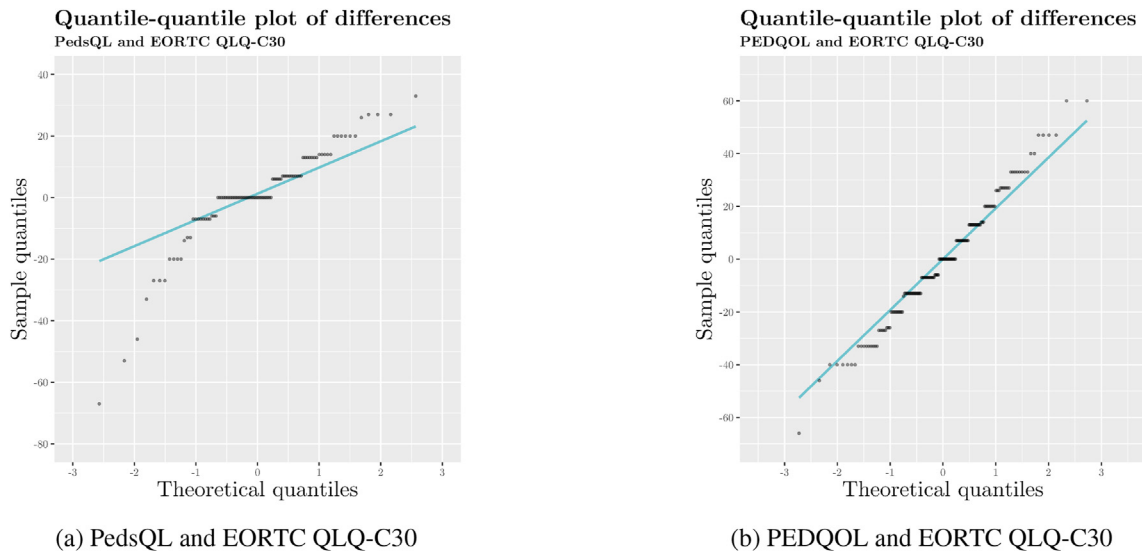 Quantile-quantile plot of differences
PedsQL and EORTC QLQ-C30
Sample quantiles
40
20
0
-20
-40
-60
-80
-3
-2
-1
0
1
2
3
Theoretical quantiles
(a) PedsQL and EORTC QLQ-C30
Quantile-quantile plot of differences
PEDQOL and EORTC QLQ-C30
Sample quantiles
60
40
20
0
-20
-40
-60
-3
-2
-1
0
1
2
3
Theoretical quantiles
(b) PEDQOL and EORTC QLQ-C30